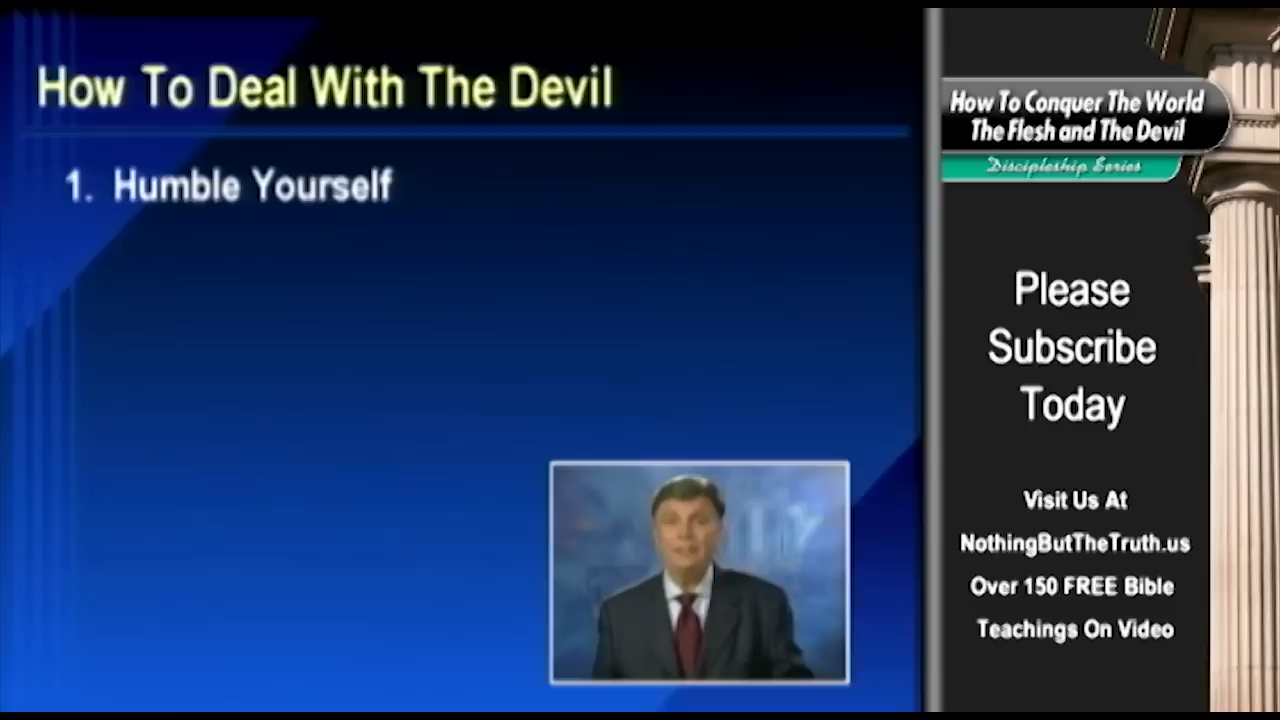 How To Deal With The Devil
1. Humble Yourself
How To Conquer The World
The Flesh and The Devil
Discipleship Series
Please
Subscribe
Today
Visit Us At
NothingButTheTruth.us
Over 150 FREE Bible
Teachings On Video